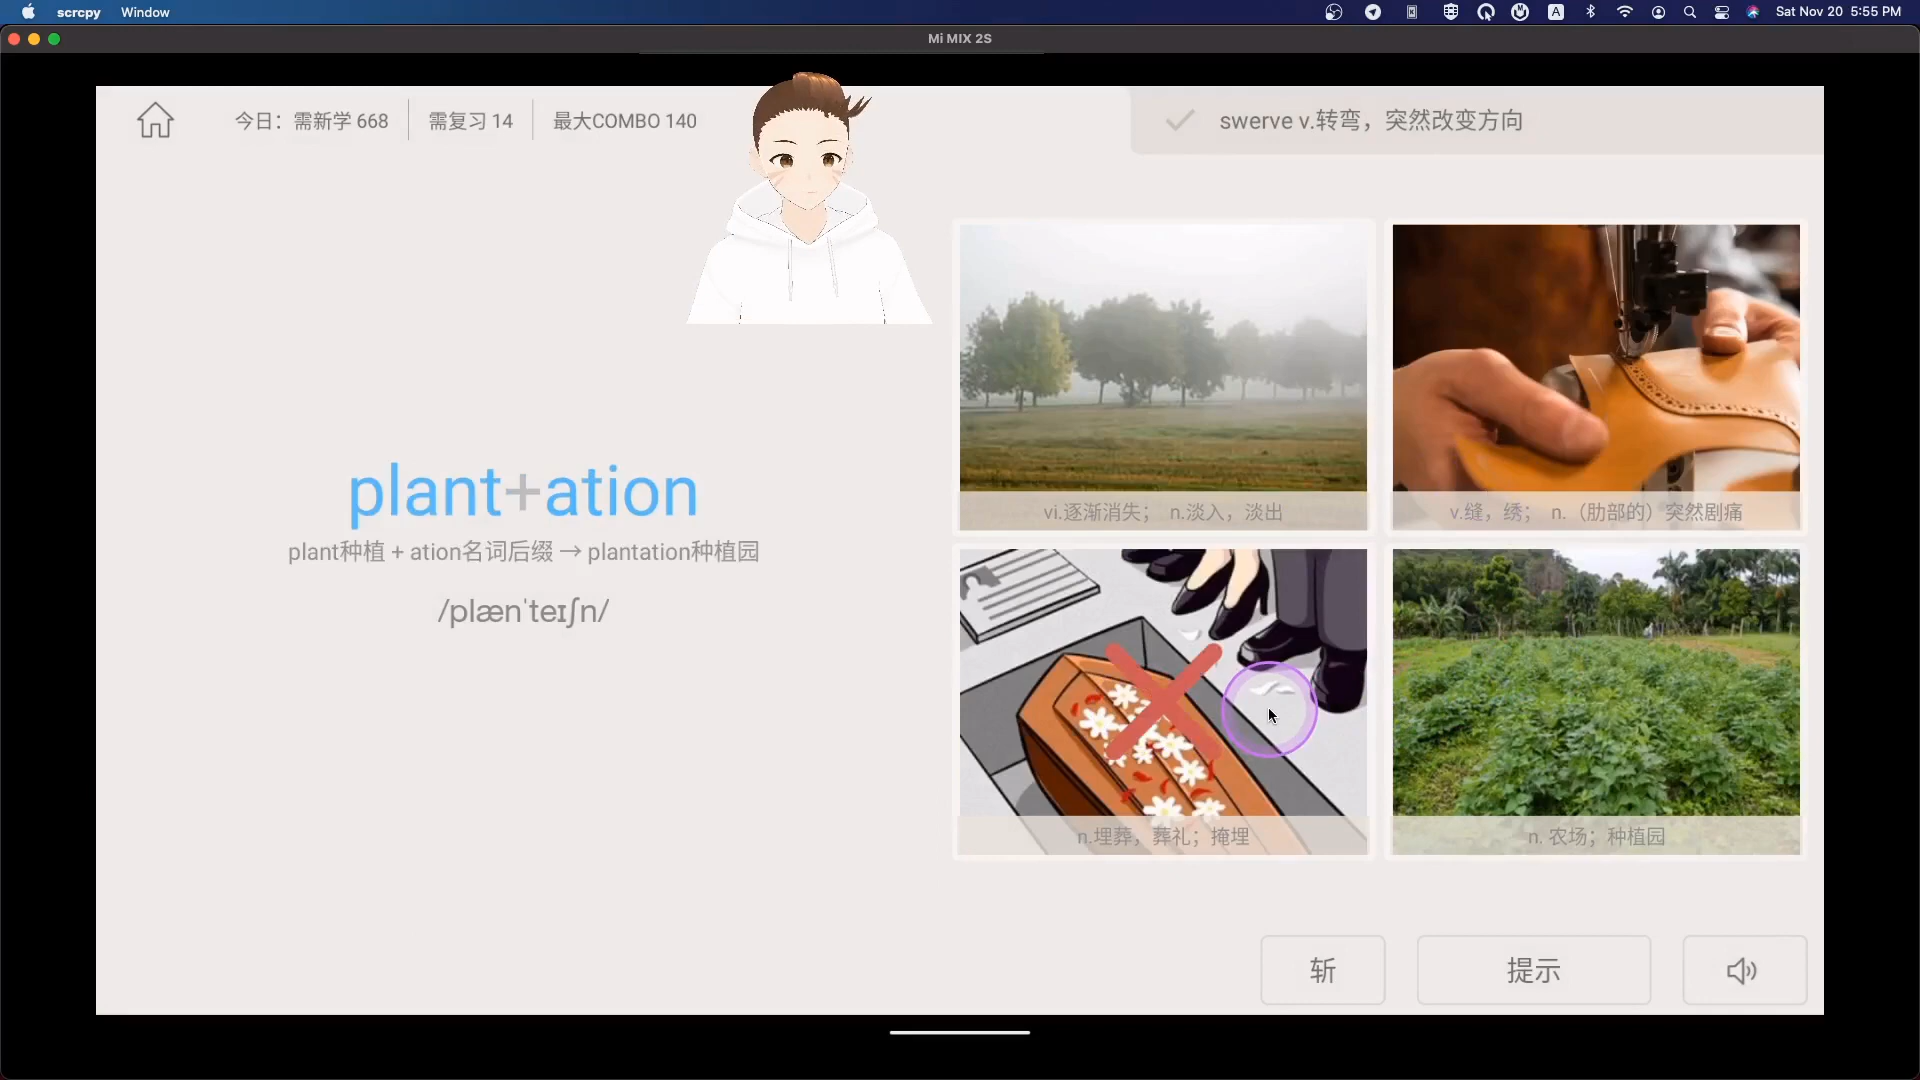 scrcpy Window
A
Sat Nov 20 5:55 PM
Mi MIX 2S
今日：需新学 668 需复习 14 最大COMBO 140
swerve v.转弯，突然改变方向
plant+ation
plant种植 + ation名词后缀 → plantation种植园
/plænˈteɪʃn/
vi.逐渐消失； n.淡入，淡出
v.缝，绣； n.（肋部的）突然剧痛
n.埋葬，葬礼；掩埋
n. 农场；种植园
斩 提示